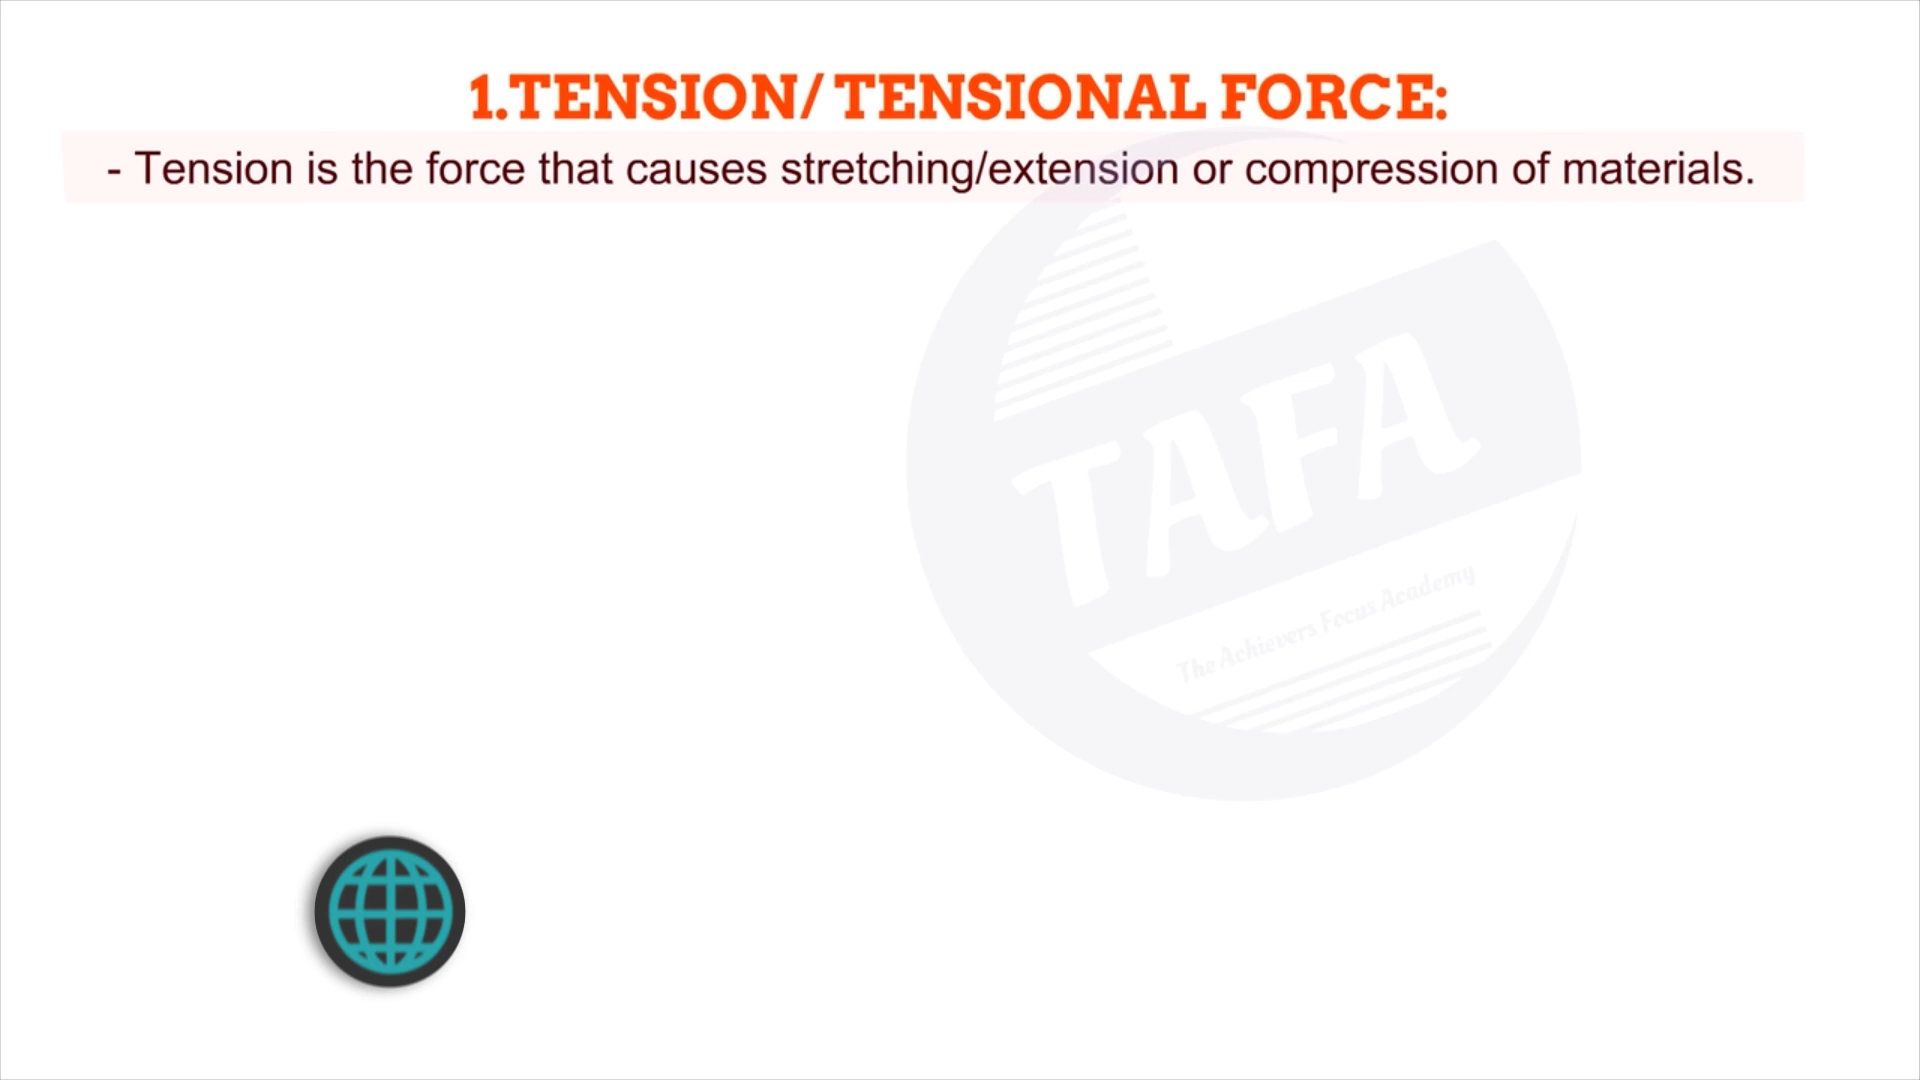 1.TENSION/ TENSIONAL FORCE:
- Tension is the force that causes stretching/extension or compression of materials.
TAFA
The Achievers Focus Academy